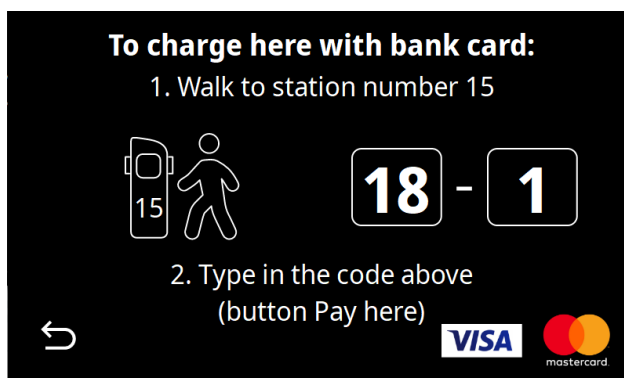 To charge here with bank card:
1. Walk to station number 15
15
18 - 1
2. Type in the code above
(button Pay here)
VISA
mastercard.